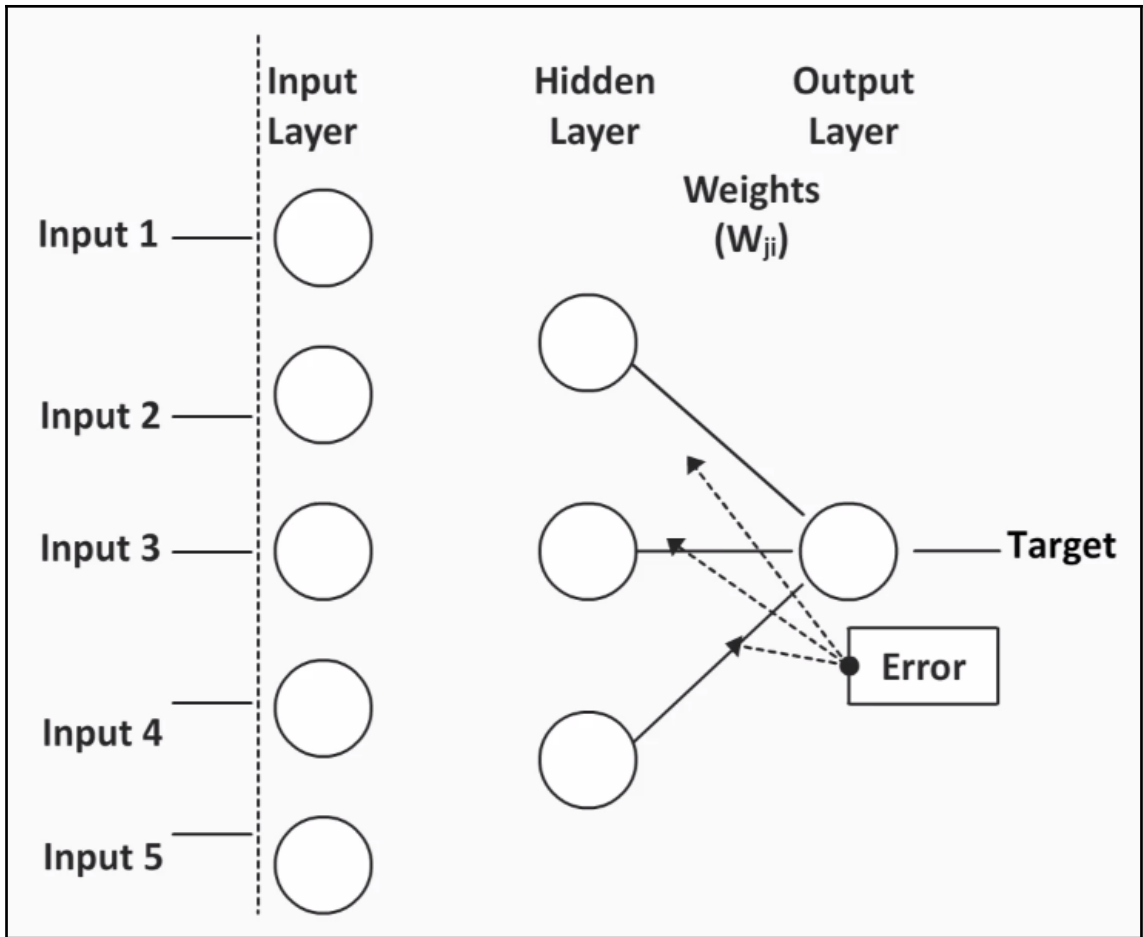 Input
Layer
Hidden
Layer
Output
Layer
Weights
(Wji)
Input 1
Input 2
Input 3
Input 4
Input 5
Target
Error